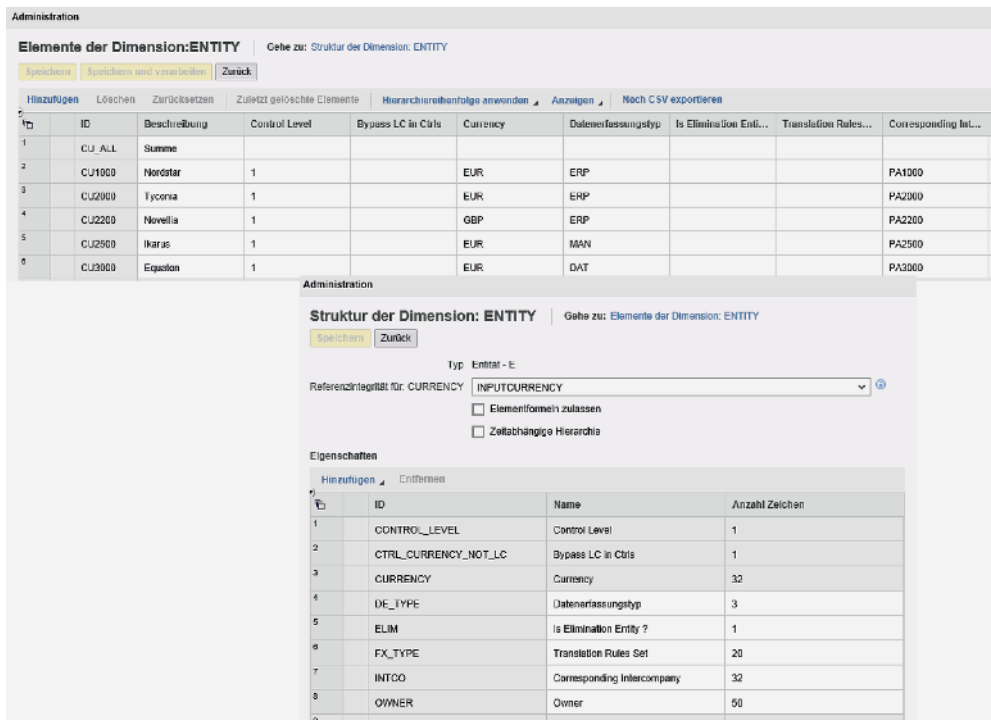 Administration
Elemente der Dimension:ENTITY Gehe zu: Struktur der Dimension: ENTITY
Speichern Speichern und verarbeiten Zurück
Hinzufügen Löschen Zurücksetzen Zuletzt gelöschte Elemente Hierarchiereihenfolge anwenden Anzeigen Nach CSV exportieren
ID Beschreibung Control Level Bypass LC in Ctrls Currency Datenerfassungstyp Is Elimination Enti... Translation Rules... Corresponding Int...
1 CU_ALL Summe
2 CU1000 Nordstar 1 EUR ERP PA1000
3 CU2000 Tyconia 1 EUR ERP PA2000
4 CU2200 Novellia 1 GBP ERP PA2200
5 CU2500 Ikarus 1 EUR MAN PA2500
6 CU3000 Equaton 1 EUR DAT PA3000
Administration
Struktur der Dimension: ENTITY Gehe zu: Elemente der Dimension: ENTITY
Speichern Zurück
Typ Entität - E
Referenzintegrität für: CURRENCY INPUTCURRENCY
Elementformeln zulassen
Zeitabhängige Hierarchie
Eigenschaften
Hinzufügen Entfernen
ID Name Anzahl Zeichen
1 CONTROL_LEVEL Control Level 1
2 CTRL_CURRENCY_NOT_LC Bypass LC in Ctrls 1
3 CURRENCY Currency 32
4 DE_TYPE Datenerfassungstyp 3
5 ELIM Is Elimination Entity ? 1
6 FX_TYPE Translation Rules Set 20
7 INTCO Corresponding Intercompany 32
8 OWNER Owner 50